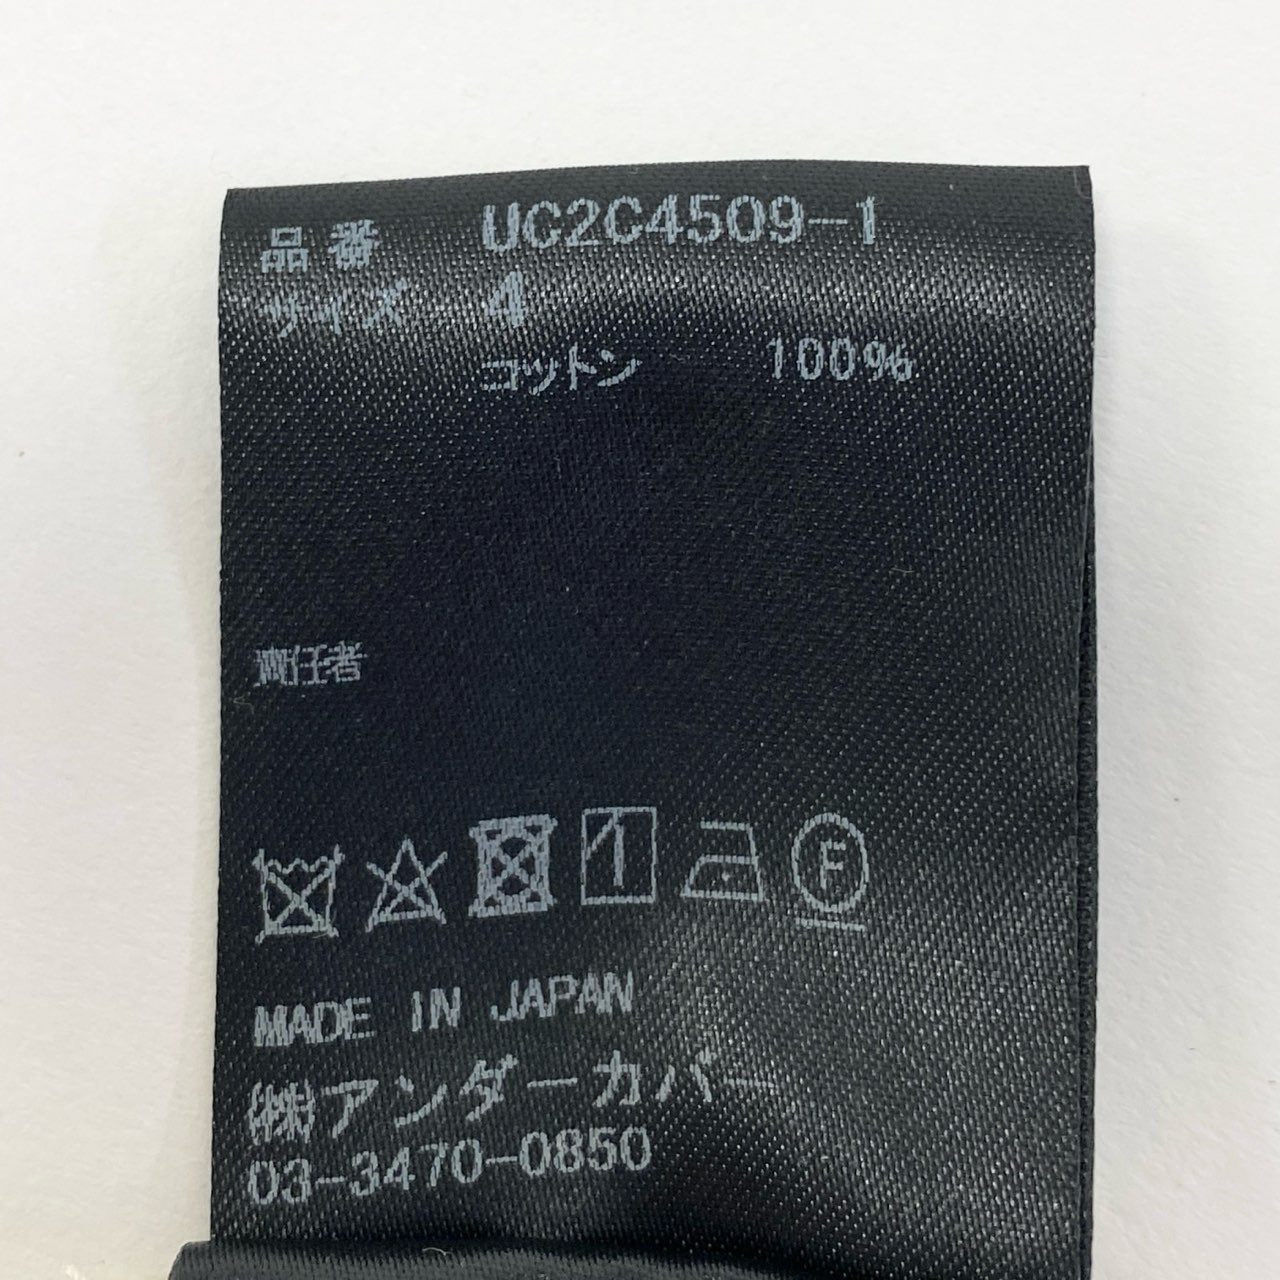 品番 UC2C4509-1
サイズ 4
コットン 100%
責任者
F
MADE IN JAPAN
(株)アンダーカバー
03-3470-0850